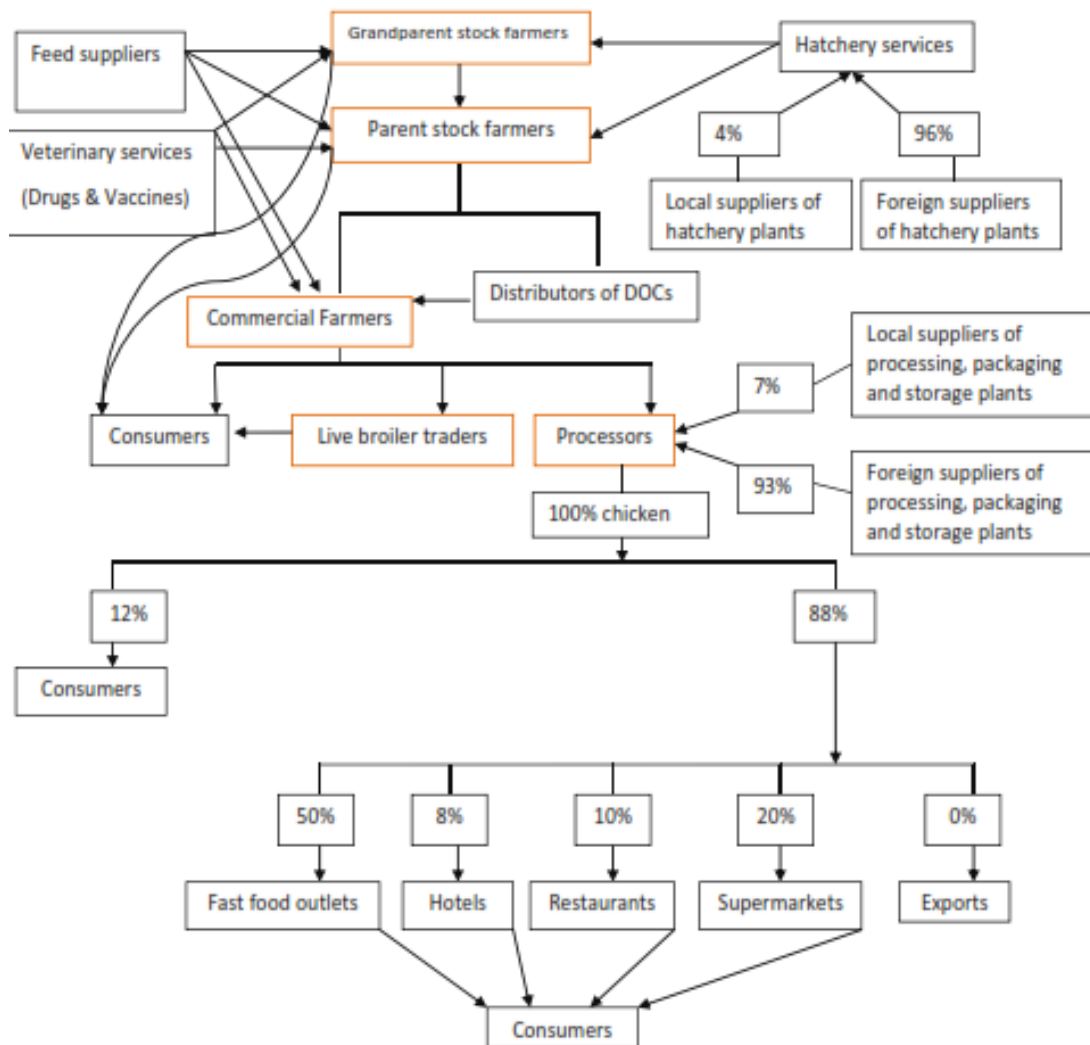 Grandparent stock farmers
Feed suppliers
Hatchery services
Parent stock farmers
4%
96%
Veterinary services
(Drugs & Vaccines)
Local suppliers of
hatchery plants
Foreign suppliers
of hatchery plants
Distributors of DOCs
Commercial Farmers
Local suppliers of
processing, packaging
and storage plants
7%
Consumers
Live broiler traders
Processors
93%
Foreign suppliers of
processing, packaging
and storage plants
100% chicken
12%
88%
Consumers
50%
8%
10%
20%
0%
Fast food outlets
Hotels
Restaurants
Supermarkets
Exports
Consumers